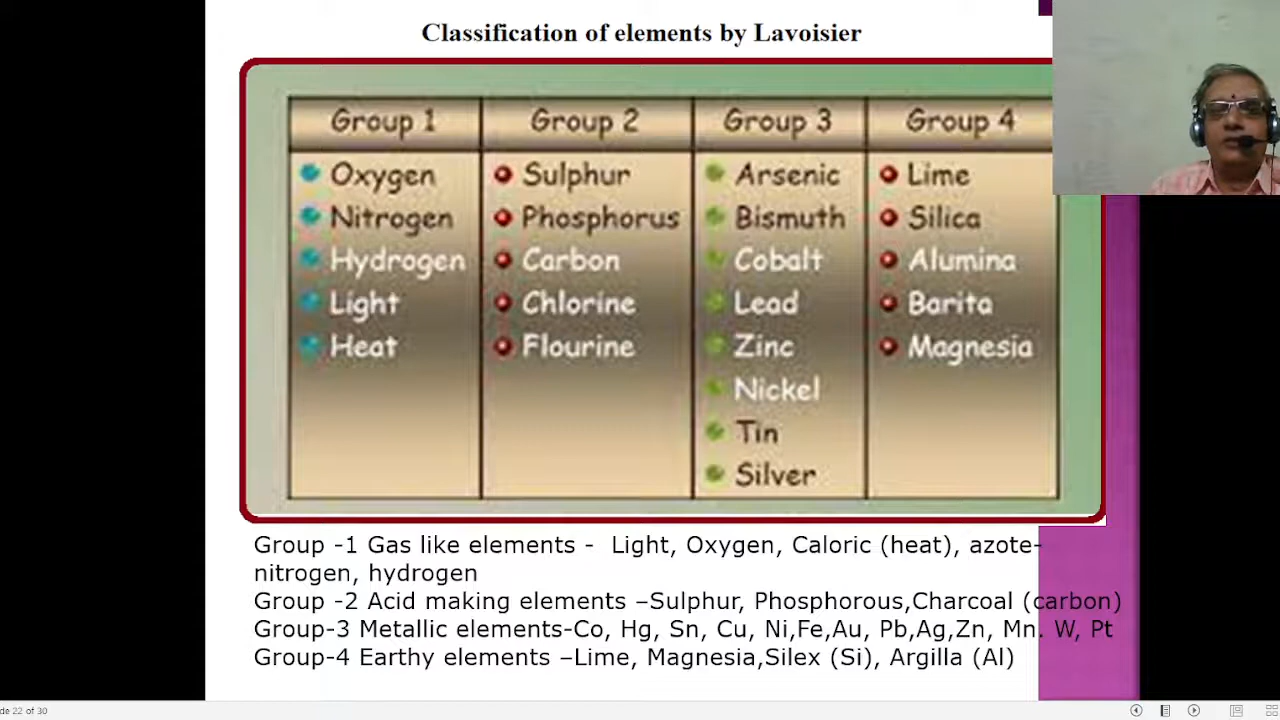 Classification of elements by Lavoisier
Group 1 Group 2 Group 3 Group 4
Oxygen Sulphur Arsenic Lime
Nitrogen Phosphorus Bismuth Silica
Hydrogen Carbon Cobalt Alumina
Light Chlorine Lead Barita
Heat Flourine Zinc Magnesia
Nickel
Tin
Silver
Group -1 Gas like elements - Light, Oxygen, Caloric (heat), azote-
nitrogen, hydrogen
Group -2 Acid making elements –Sulphur, Phosphorous,Charcoal (carbon)
Group-3 Metallic elements-Co, Hg, Sn, Cu, Ni,Fe,Au, Pb,Ag,Zn, Mn. W, Pt
Group-4 Earthy elements –Lime, Magnesia,Silex (Si), Argilla (Al)
de 22 of 30